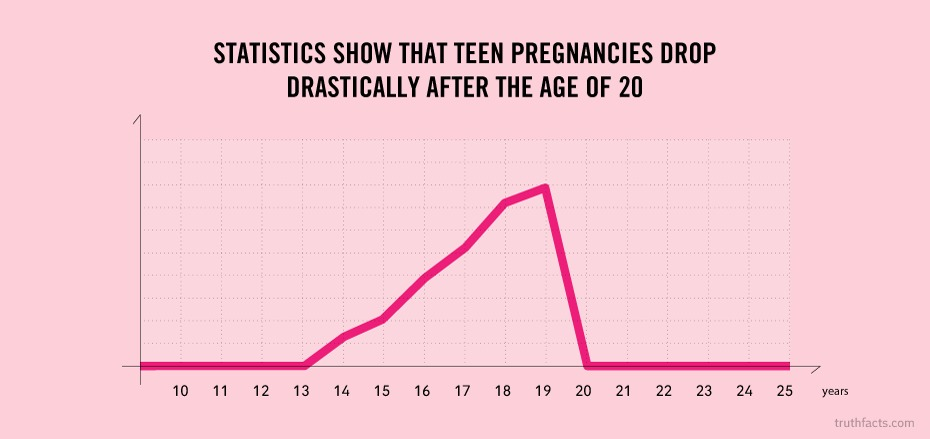 STATISTICS SHOW THAT TEEN PREGNANCIES DROP
DRASTICALLY AFTER THE AGE OF 20
10 11 12 13 14 15 16 17 18 19 20 21 22 23 24 25 years
truthfacts.com